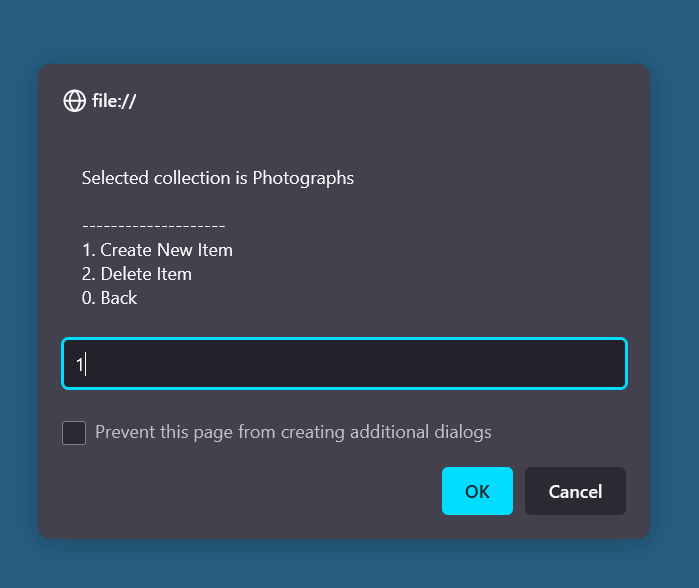 file://
Selected collection is Photographs
--------------------
1. Create New Item
2. Delete Item
0. Back
1
Prevent this page from creating additional dialogs
OK
Cancel